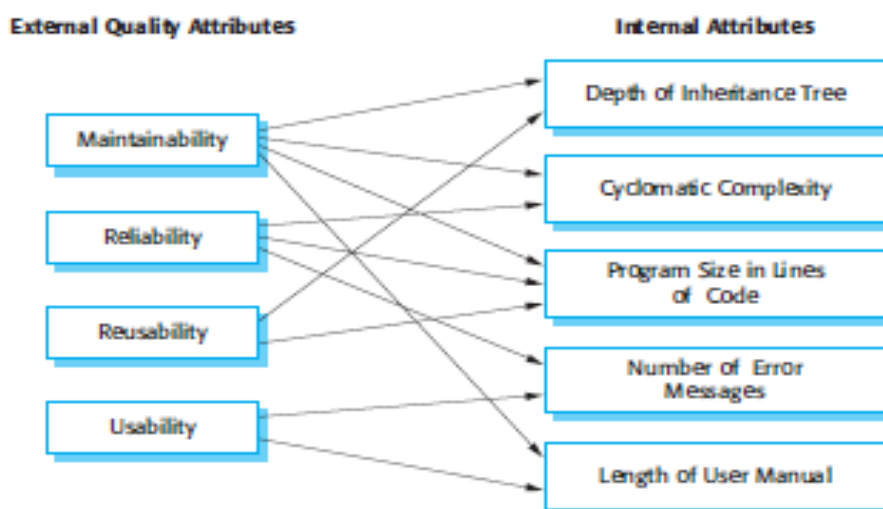 External Quality Attributes
Internal Attributes
Maintainability
Reliability
Reusability
Usability
Depth of Inheritance Tree
Cyclomatic Complexity
Program Size in Lines
of Code
Number of Error
Messages
Length of User Manual